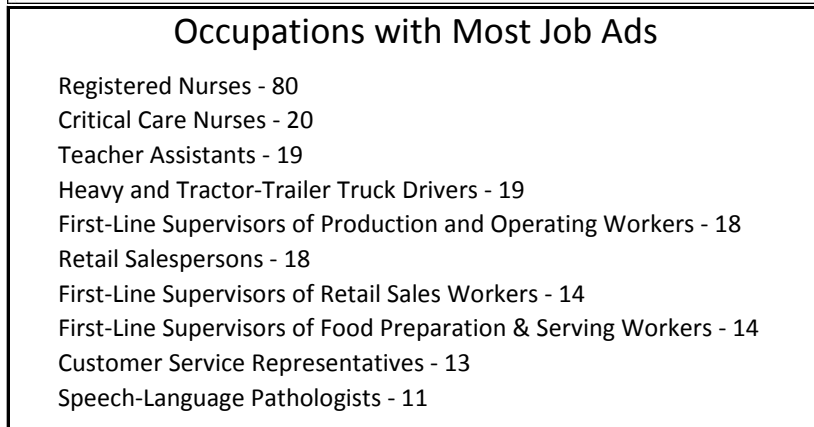 Occupations with Most Job Ads
Registered Nurses - 80
Critical Care Nurses - 20
Teacher Assistants - 19
Heavy and Tractor-Trailer Truck Drivers - 19
First-Line Supervisors of Production and Operating Workers - 18
Retail Salespersons - 18
First-Line Supervisors of Retail Sales Workers - 14
First-Line Supervisors of Food Preparation & Serving Workers - 14
Customer Service Representatives - 13
Speech-Language Pathologists - 11